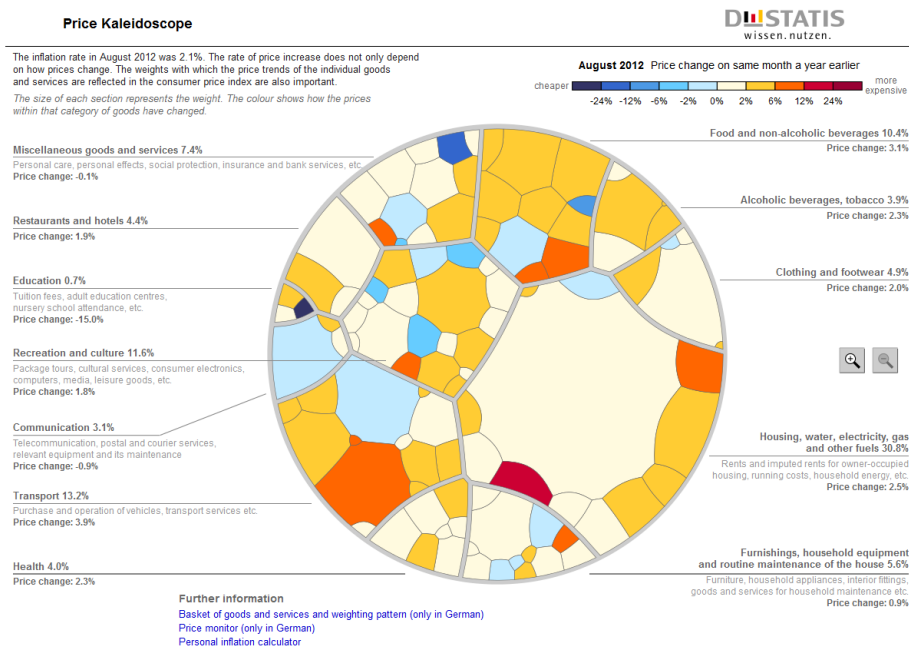 Price Kaleidoscope
DESTATIS
wissen.nutzen.
The inflation rate in August 2012 was 2.1%. The rate of price increase does not only depend
on how prices change. The weights with which the price trends of the individual goods
and services are reflected in the consumer price index are also important.
The size of each section represents the weight. The colour shows how the prices
within that category of goods have changed.
August 2012 Price change on same month a year earlier
cheaper
more
expensive
-24% -12% -6% -2% 0% 2% 6% 12% 24%
Miscellaneous goods and services 7.4%
Personal care, personal effects, social protection, insurance and bank services, etc.
Price change: -0.1%
Restaurants and hotels 4.4%
Price change: 1.9%
Education 0.7%
Tuition fees, adult education centres,
nursery school attendance, etc.
Price change: -15.0%
Recreation and culture 11.6%
Package tours, cultural services, consumer electronics,
computers, media, leisure goods, etc.
Price change: 1.8%
Communication 3.1%
Telecommunication, postal and courier services,
relevant equipment and its maintenance
Price change: -0.9%
Transport 13.2%
Purchase and operation of vehicles, transport services etc.
Price change: 3.9%
Health 4.0%
Price change: 2.3%
Food and non-alcoholic beverages 10.4%
Price change: 3.1%
Alcoholic beverages, tobacco 3.9%
Price change: 2.3%
Clothing and footwear 4.9%
Price change: 2.0%
Housing, water, electricity, gas
and other fuels 30.8%
Rents and imputed rents for owner-occupied
housing, running costs, household energy, etc.
Price change: 2.5%
Furnishings, household equipment
and routine maintenance of the house 5.6%
Furniture, household appliances, interior fittings,
goods and services for household maintenance etc.
Price change: 0.9%
Further information
Basket of goods and services and weighting pattern (only in German)
Price monitor (only in German)
Personal inflation calculator